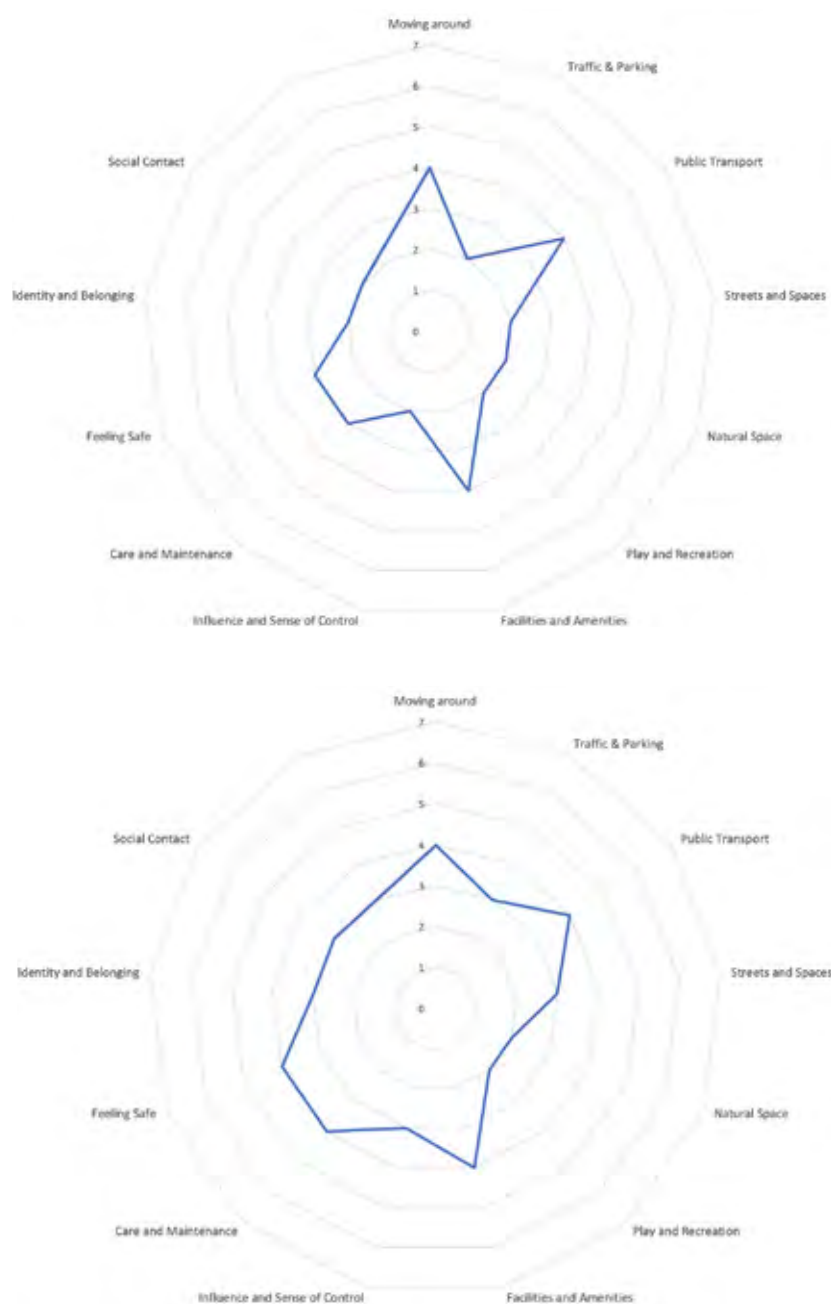 Moving around
7
Traffic & Parking
6
5
Social Contact
Public Transport
4
3
2
Identity and Belonging
Streets and Spaces
1
0
Feeling Safe
Natural Space
Care and Maintenance
Play and Recreation
Influence and Sense of Control
Facilities and Amenities
Moving around
7
Traffic & Parking
6
5
Social Contact
Public Transport
4
3
2
Identity and Belonging
Streets and Spaces
1
0
Feeling Safe
Natural Space
Care and Maintenance
Play and Recreation
Influence and Sense of Control
Facilities and Amenities